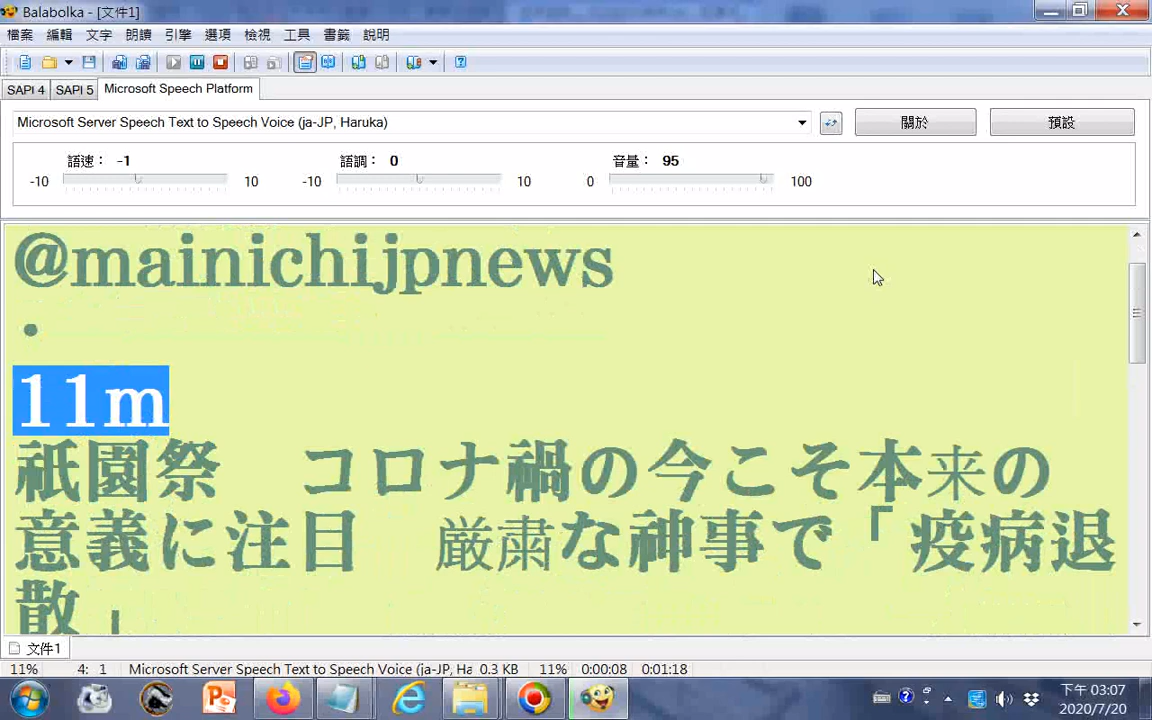 Balabolka - [文件1]
檔案 編輯 文字 朗讀 引擎 選項 檢視 工具 書籤 說明
SAPI 4 SAPI 5 Microsoft Speech Platform
Microsoft Server Speech Text to Speech Voice (ja-JP, Haruka) 關於 預設
語速： -1 語調： 0 音量： 95
-10 10 -10 10 0 100
@mainichijpnews
·
11m
祇園祭　コロナ禍の今こそ本来の
意義に注目　厳粛な神事で「疫病退
散」
文件1
11% 4: 1 Microsoft Server Speech Text to Speech Voice (ja-JP, Ha 0.3 KB 11% 0:00:08 0:01:18
下午 03:07
2020/7/20